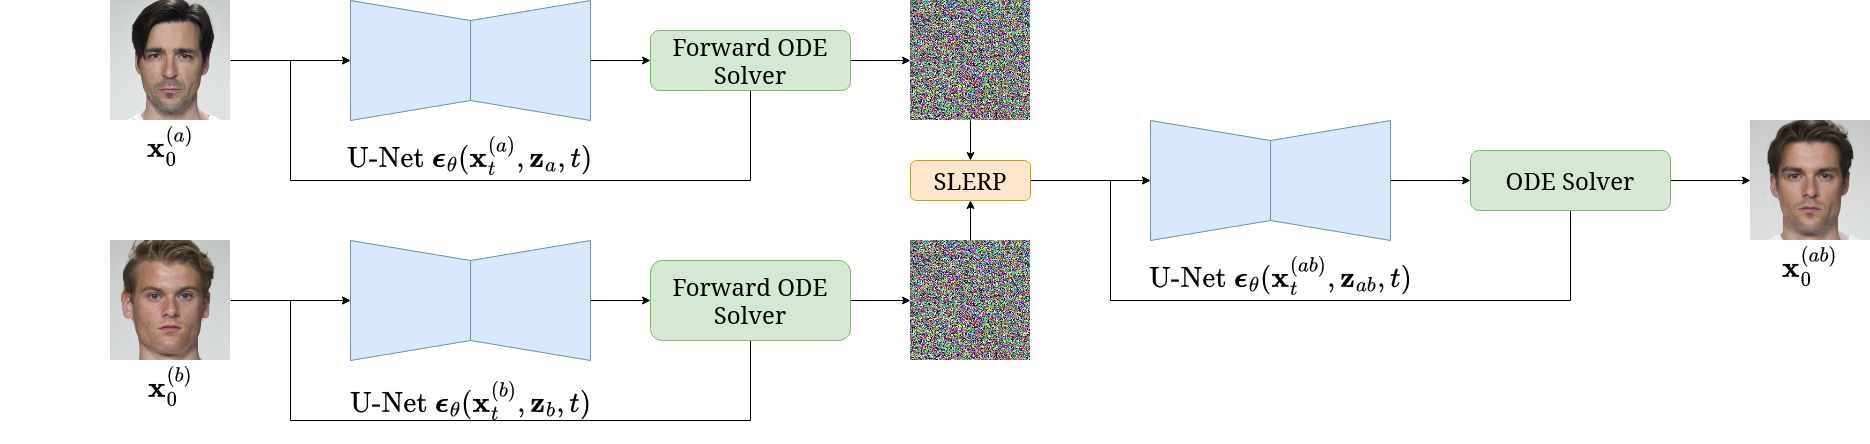 $\mathbf{x}_0^{(a)}$
U-Net $\boldsymbol{\epsilon}_\theta(\mathbf{x}_t^{(a)}, \mathbf{z}_a, t)$
Forward ODE
Solver
$\mathbf{x}_0^{(b)}$
U-Net $\boldsymbol{\epsilon}_\theta(\mathbf{x}_t^{(b)}, \mathbf{z}_b, t)$
Forward ODE
Solver
SLERP
U-Net $\boldsymbol{\epsilon}_\theta(\mathbf{x}_t^{(ab)}, \mathbf{z}_{ab}, t)$
ODE Solver
$\mathbf{x}_0^{(ab)}$